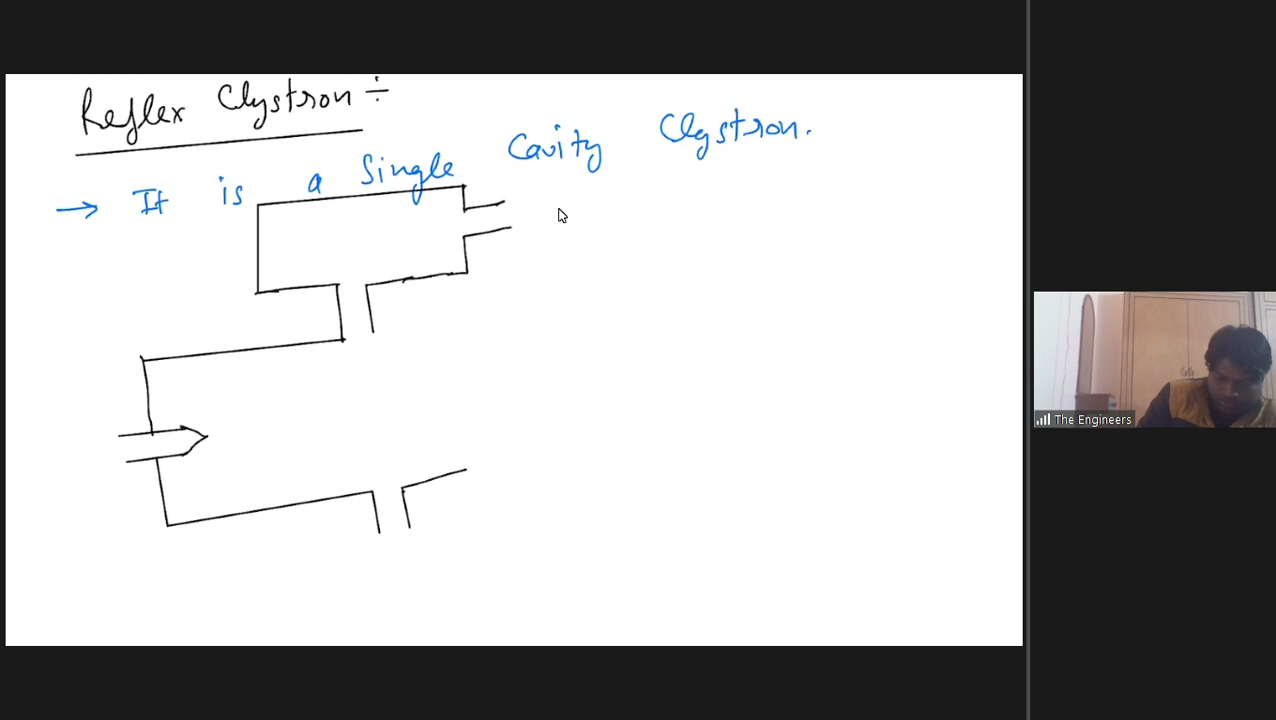 Reflex Clystron ÷
→ It is a Single Cavity Clystron.
The Engineers